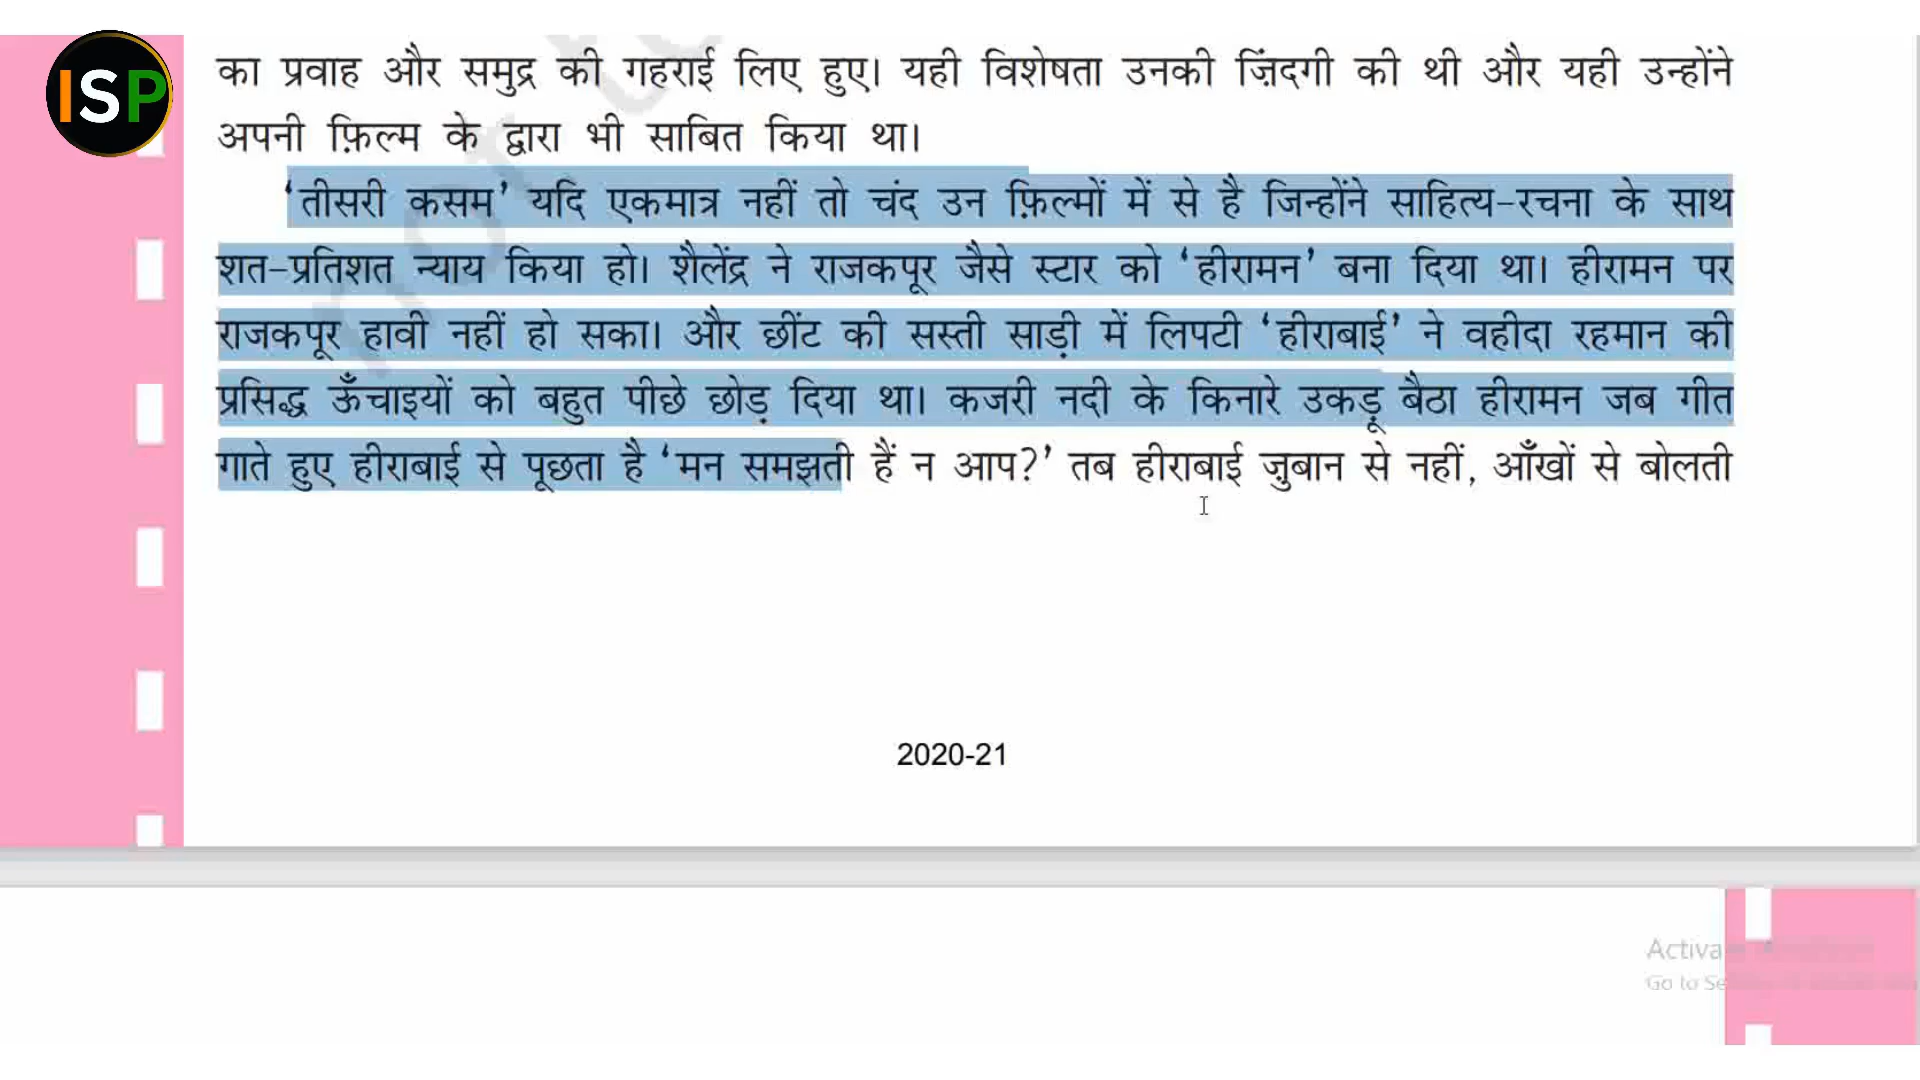 ISP
का प्रवाह और समुद्र की गहराई लिए हुए। यही विशेषता उनकी ज़िंदगी की थी और यही उन्होंने
अपनी फ़िल्म के द्वारा भी साबित किया था।
‘तीसरी कसम’ यदि एकमात्र नहीं तो चंद उन फ़िल्मों में से है जिन्होंने साहित्य-रचना के साथ
शत-प्रतिशत न्याय किया हो। शैलेंद्र ने राजकपूर जैसे स्टार को ‘हीरामन’ बना दिया था। हीरामन पर
राजकपूर हावी नहीं हो सका। और छींट की सस्ती साड़ी में लिपटी ‘हीराबाई’ ने वहीदा रहमान की
प्रसिद्ध ऊँचाइयों को बहुत पीछे छोड़ दिया था। कजरी नदी के किनारे उकड़ू बैठा हीरामन जब गीत
गाते हुए हीराबाई से पूछता है ‘मन समझती हैं न आप?’ तब हीराबाई ज़ुबान से नहीं, आँखों से बोलती
2020-21
Go to